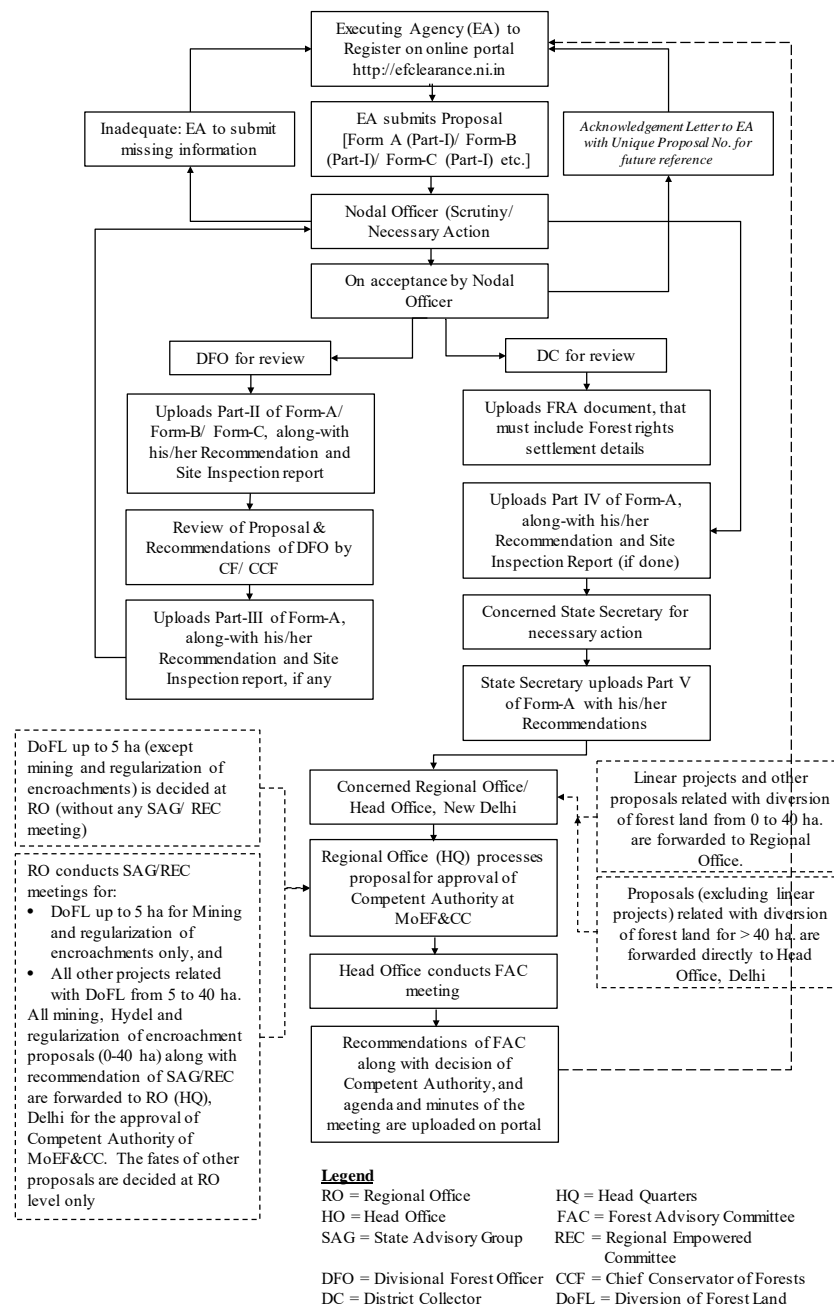 Executing Agency (EA) to
Register on online portal
http://efclearance.ni.in
Inadequate: EA to submit
missing information
EA submits Proposal
[Form A (Part-I)/ Form-B
(Part-I)/ Form-C (Part-I) etc.]
Acknowledgement Letter to EA
with Unique Proposal No. for
future reference
Nodal Officer (Scrutiny/
Necessary Action
On acceptance by Nodal
Officer
DFO for review
DC for review
Uploads Part-II of Form-A/
Form-B/ Form-C, along-with
his/her Recommendation and
Site Inspection report
Uploads FRA document, that
must include Forest rights
settlement details
Review of Proposal &
Recommendations of DFO by
CF/ CCF
Uploads Part IV of Form-A,
along-with his/her
Recommendation and Site
Inspection Report (if done)
Uploads Part-III of Form-A,
along-with his/her
Recommendation and Site
Inspection report, if any
Concerned State Secretary for
necessary action
State Secretary uploads Part V
of Form-A with his/her
Recommendations
DoFL up to 5 ha (except
mining and regularization of
encroachments) is decided at
RO (without any SAG/ REC
meeting)
Concerned Regional Office/
Head Office, New Delhi
Linear projects and other
proposals related with diversion
of forest land from 0 to 40 ha.
are forwarded to Regional
Office.
RO conducts SAG/REC
meetings for:
• DoFL up to 5 ha for Mining
and regularization of
encroachments only, and
• All other projects related
with DoFL from 5 to 40 ha.
All mining, Hydel and
regularization of encroachment
proposals (0-40 ha) along with
recommendation of SAG/REC
are forwarded to RO (HQ),
Delhi for the approval of
Competent Authority of
MoEF&CC. The fates of other
proposals are decided at RO
level only
Regional Office (HQ) processes
proposal for approval of
Competent Authority at
MoEF&CC
Proposals (excluding linear
projects) related with diversion
of forest land for > 40 ha. are
forwarded directly to Head
Office, Delhi
Head Office conducts FAC
meeting
Recommendations of FAC
along with decision of
Competent Authority, and
agenda and minutes of the
meeting are uploaded on portal
Legend
RO = Regional Office HQ = Head Quarters
HO = Head Office FAC = Forest Advisory Committee
SAG = State Advisory Group REC = Regional Empowered
Committee
DFO = Divisional Forest Officer CCF = Chief Conservator of Forests
DC = District Collector DoFL = Diversion of Forest Land